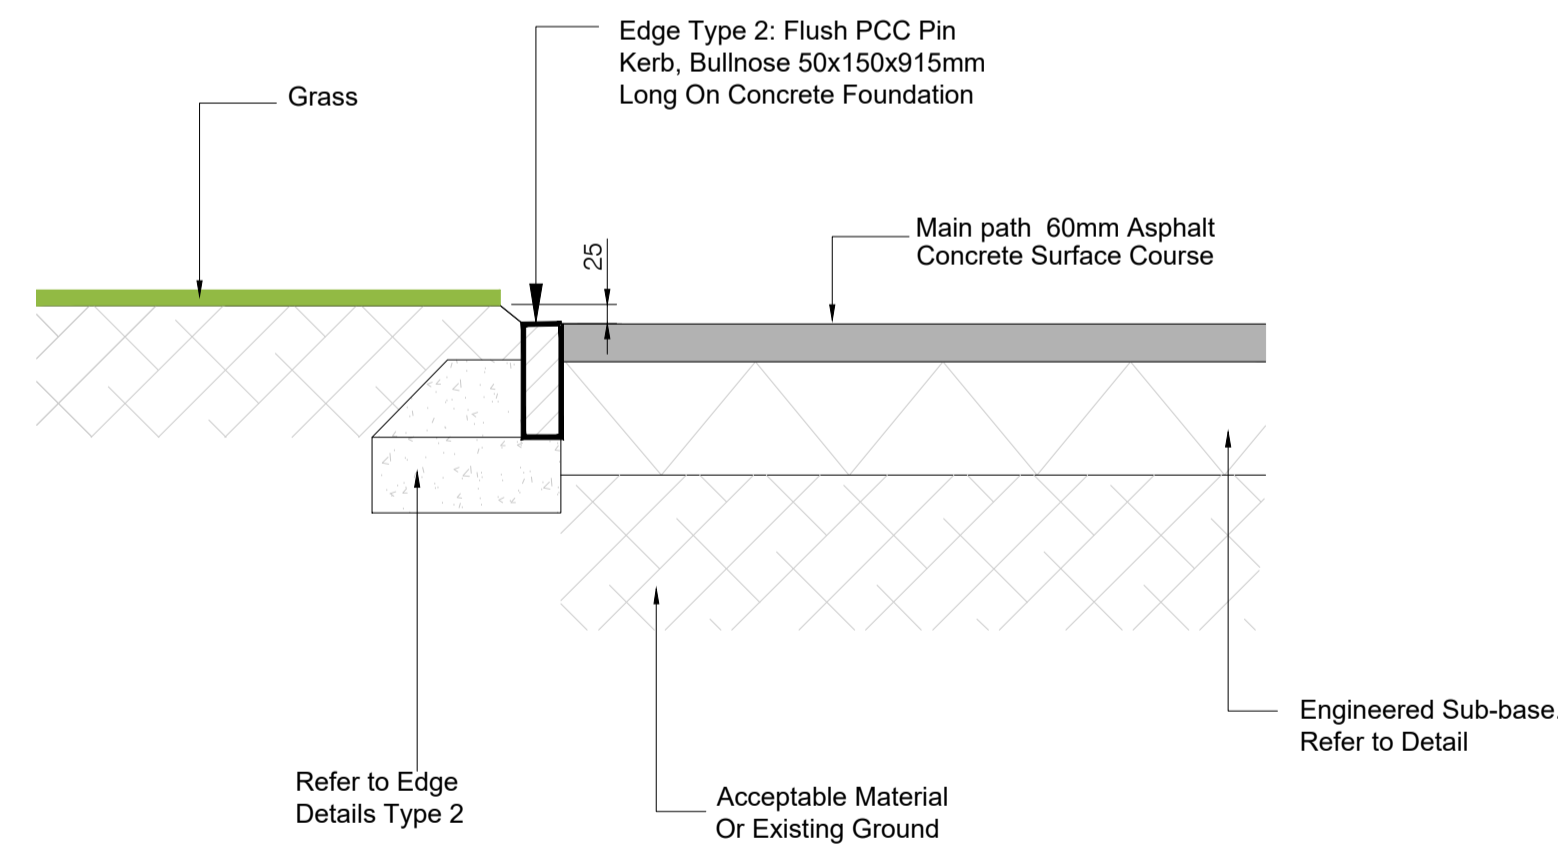 Edge Type 2: Flush PCC Pin
Kerb, Bullnose 50x150x915mm
Long On Concrete Foundation
Grass
Main path 60mm Asphalt
Concrete Surface Course
25
Engineered Sub-base.
Refer to Detail
Refer to Edge
Details Type 2
Acceptable Material
Or Existing Ground